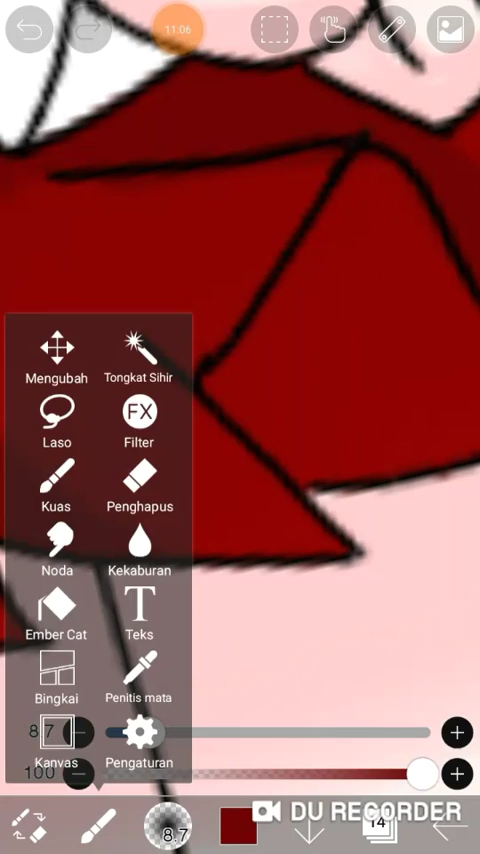 11:06
Mengubah Tongkat Sihir
Laso Filter
FX
Kuas Penghapus
Noda Kekaburan
Ember Cat Teks
Bingkai Penitis mata
8.7
Kanvas Pengaturan
100
8.7
DU RECORDER
14